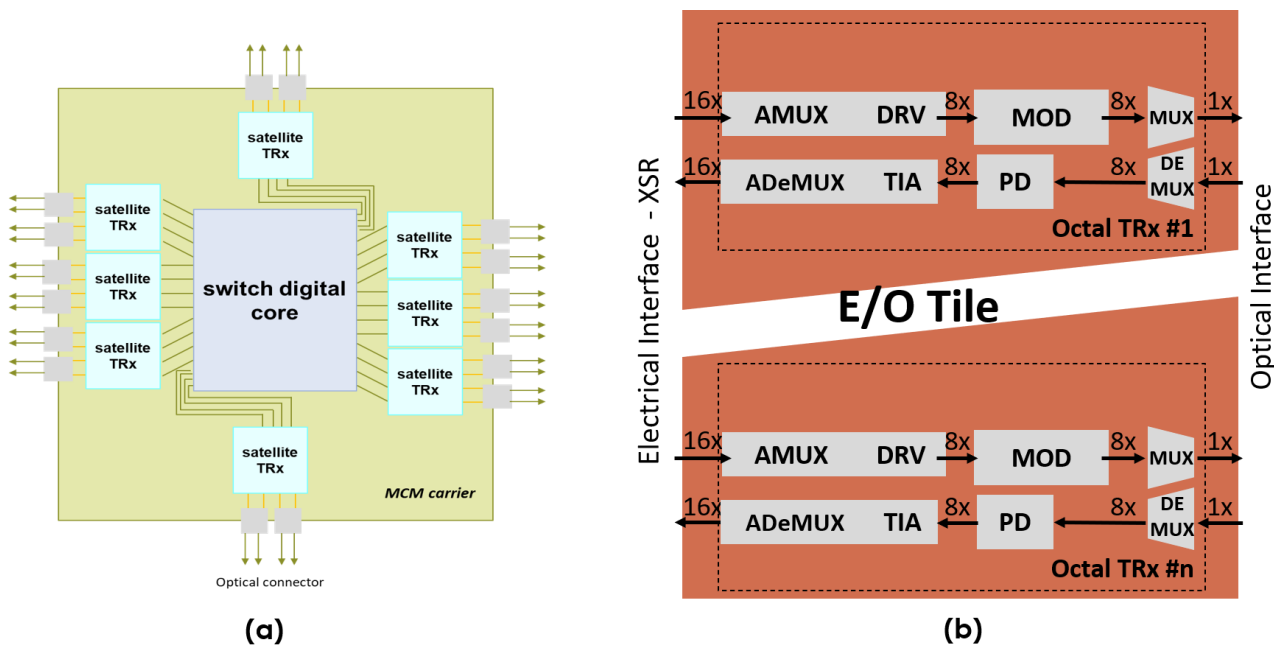 satellite
TRx
satellite
TRx
satellite
TRx
satellite
TRx
switch digital
core
satellite
TRx
satellite
TRx
satellite
TRx
satellite
TRx
MCM carrier
Optical connector
(a)
Electrical Interface - XSR
16x
AMUX DRV
8x
MOD
8x
MUX
1x
16x
ADeMUX TIA
8x
PD
8x
DE
MUX
1x
Octal TRx #1
E/O Tile
Optical Interface
16x
AMUX DRV
8x
MOD
8x
MUX
1x
16x
ADeMUX TIA
8x
PD
8x
DE
MUX
1x
Octal TRx #n
(b)